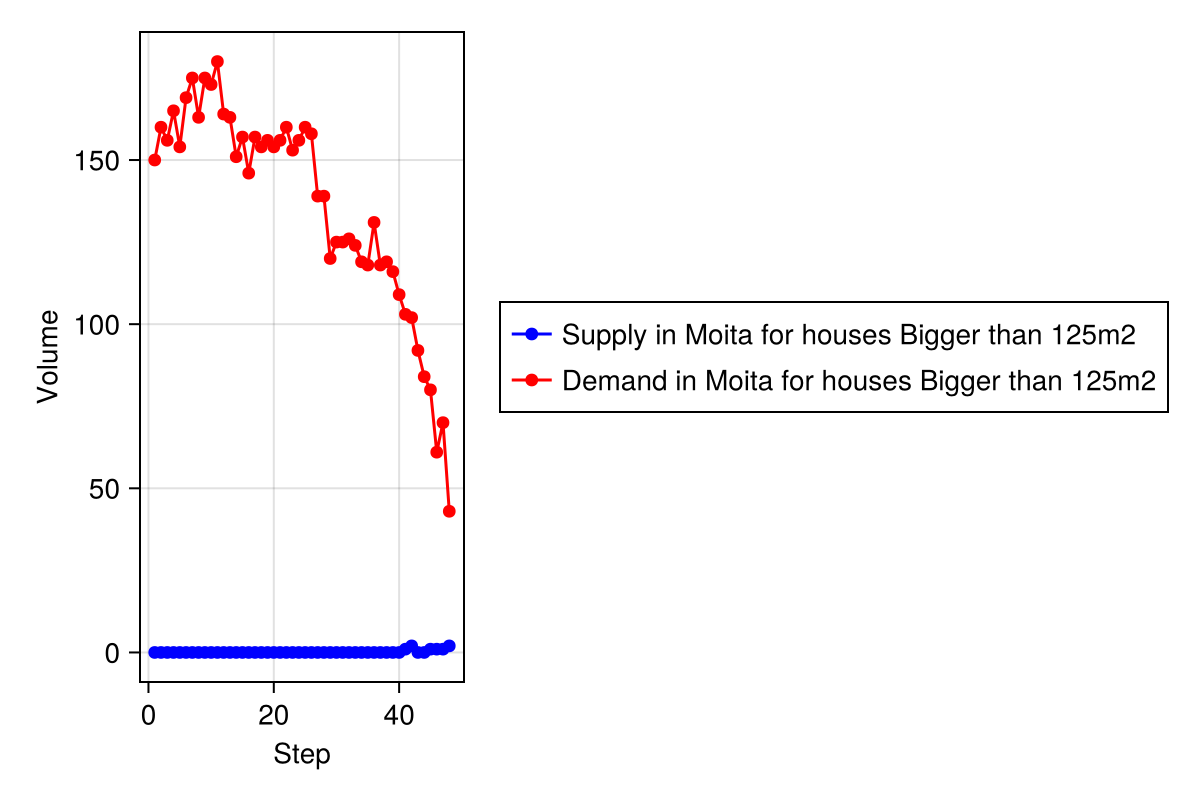 150
100
50
0
Volume
0 20 40
Step
Supply in Moita for houses Bigger than 125m2
Demand in Moita for houses Bigger than 125m2